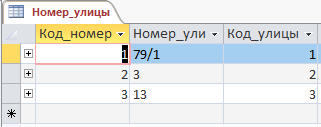 Номер_улицы
Код_номер Номер_ули Код_улицы
1 79/1 1
2 3 2
3 13 3